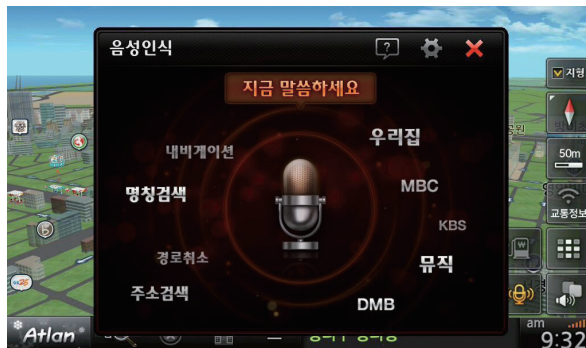 음성인식
?
지금 말씀하세요
내비게이션
우리집
명칭검색
MBC
KBS
경로취소
뮤직
주소검색
DMB
지형
50m
교통정보
Atlan
am
9:32